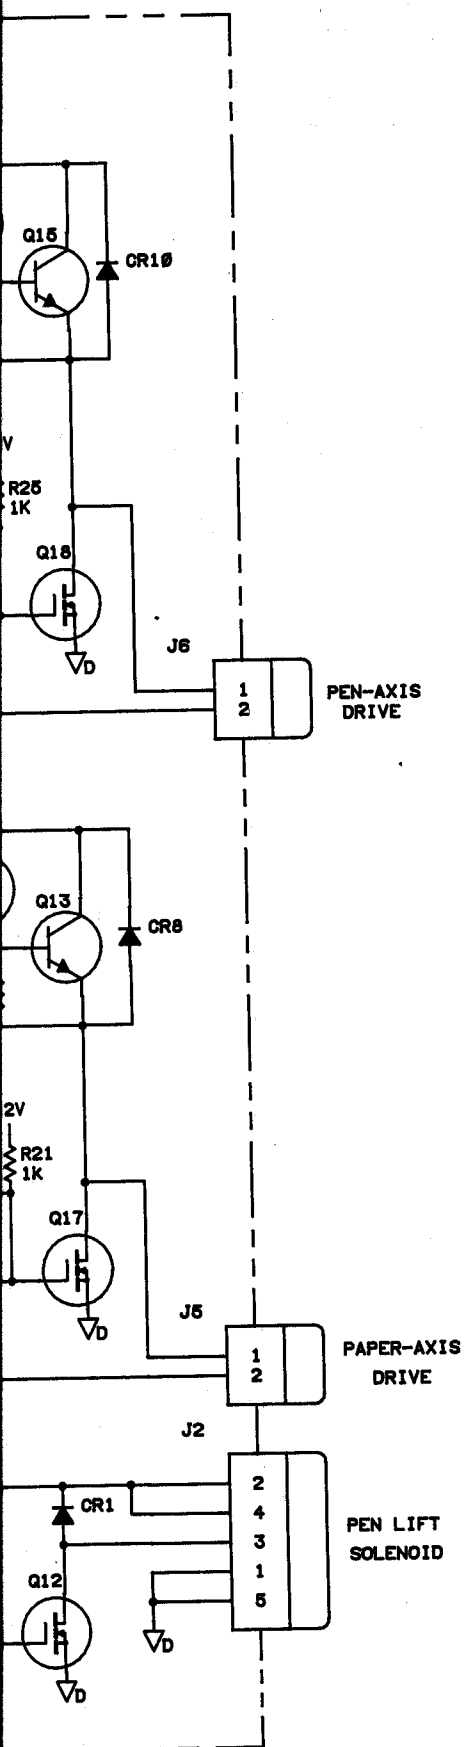 Q15
CR10
V
R25
1K
Q18
D
J6
1
2
PEN-AXIS
DRIVE
Q13
CR8
2V
R21
1K
Q17
D
J5
1
2
PAPER-AXIS
DRIVE
J2
2
4
3
1
5
CR1
PEN LIFT
SOLENOID
Q12
D
D